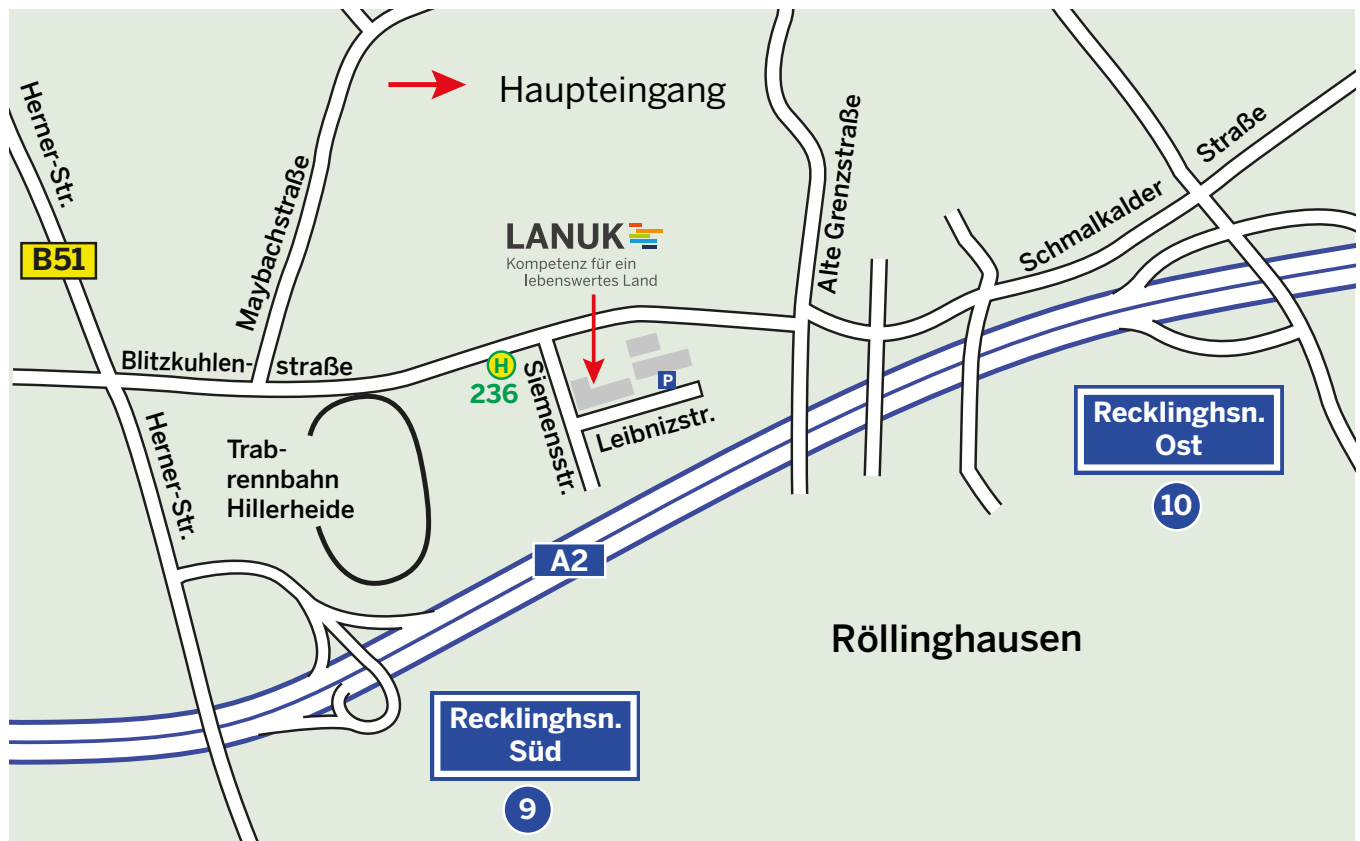 Haupteingang
Herner-Str.
Maybachstraße
B51
LANUK
Kompetenz für ein
lebenswertes Land
Alte Grenzstraße
Schmalkalder
Straße
Blitzkuhlen-
straße
H
236
Siemensstr.
P
Leibnizstr.
Herner-Str.
Trab-
rennbahn
Hillerheide
Recklinghsn.
Ost
10
A2
Röllinghausen
Recklinghsn.
Süd
9